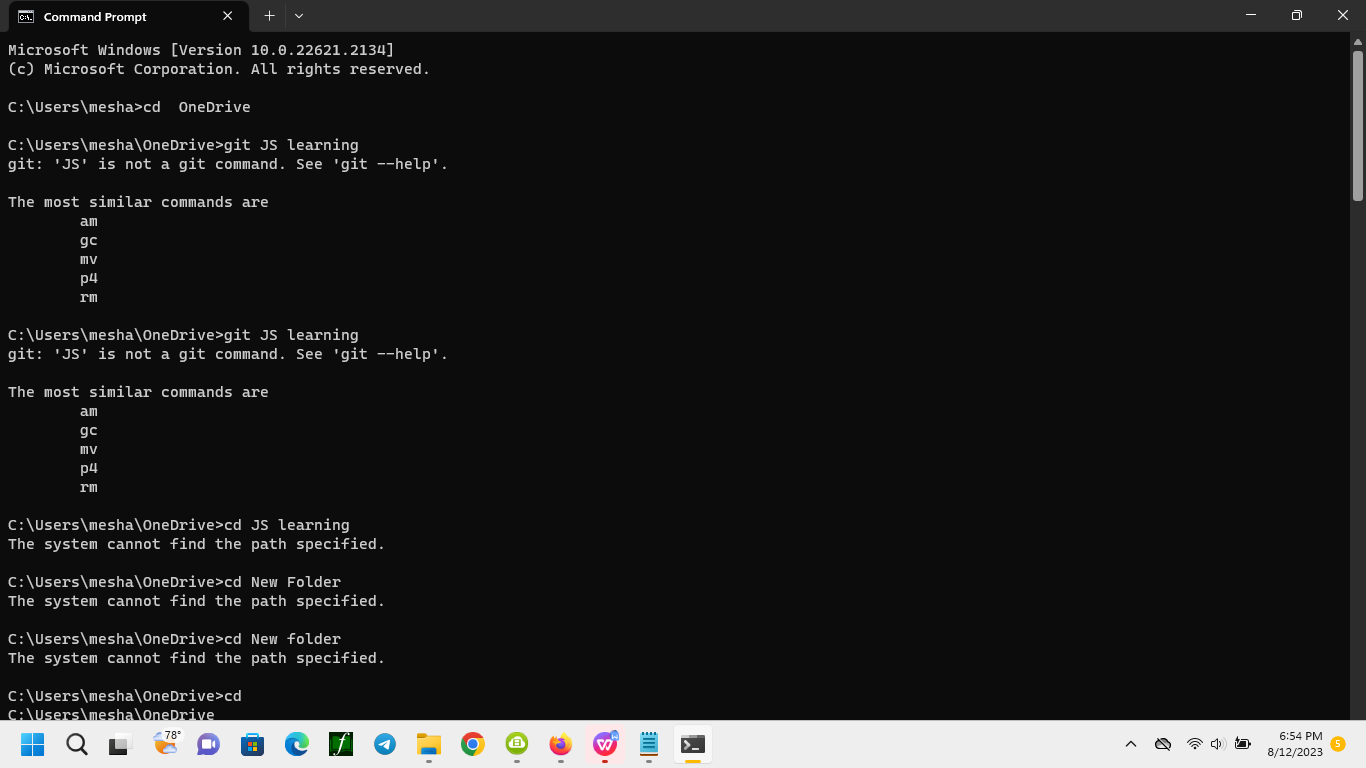 Command Prompt
Microsoft Windows [Version 10.0.22621.2134]
(c) Microsoft Corporation. All rights reserved.
C:\Users\mesha>cd  OneDrive
C:\Users\mesha\OneDrive>git JS learning
git: 'JS' is not a git command. See 'git --help'.
The most similar commands are
am
gc
mv
p4
rm
C:\Users\mesha\OneDrive>git JS learning
git: 'JS' is not a git command. See 'git --help'.
The most similar commands are
am
gc
mv
p4
rm
C:\Users\mesha\OneDrive>cd JS learning
The system cannot find the path specified.
C:\Users\mesha\OneDrive>cd New Folder
The system cannot find the path specified.
C:\Users\mesha\OneDrive>cd New folder
The system cannot find the path specified.
C:\Users\mesha\OneDrive>cd
C:\Users\mesha\OneDrive
78°
6:54 PM
8/12/2023
5